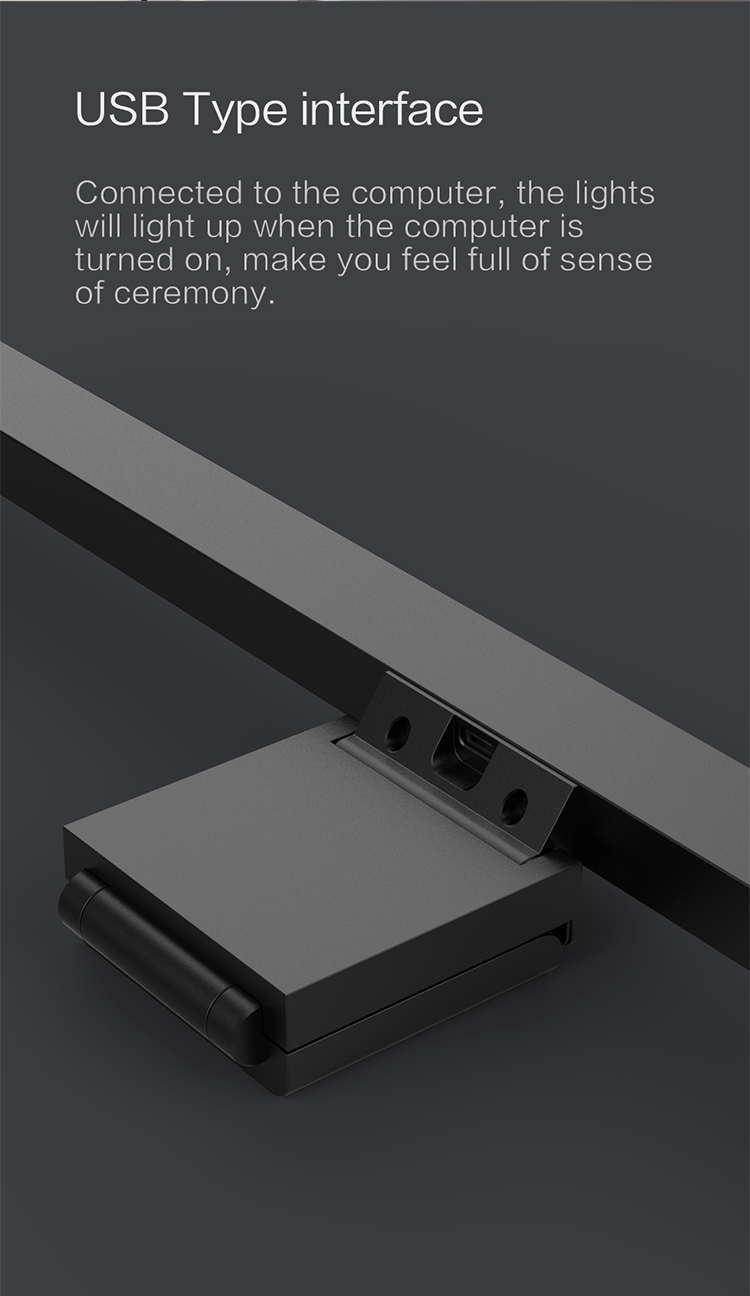 USB Type interface
Connected to the computer, the lights
will light up when the computer is
turned on, make you feel full of sense
of ceremony.